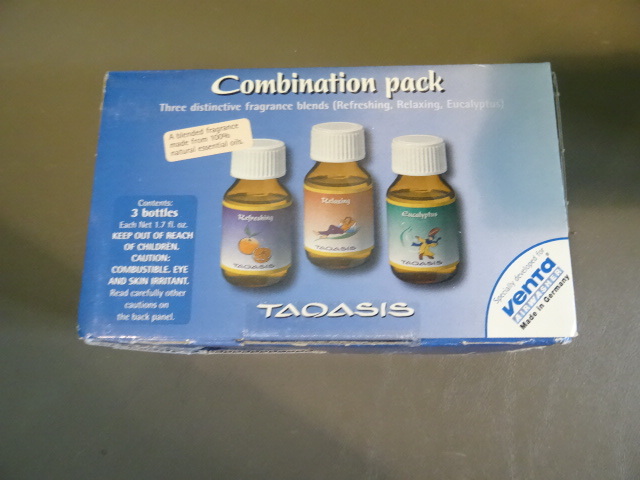 Combination pack
Three distinctive fragrance blends (Refreshing, Relaxing, Eucalyptus)
A blended fragrance
made from 100%
natural essential oils.
Refreshing
TAOASIS
Relaxing
TAOASIS
Eucalyptus
TAOASIS
Contents:
3 bottles
Each Net 1.7 fl. oz.
KEEP OUT OF REACH
OF CHILDREN.
CAUTION:
COMBUSTIBLE. EYE
AND SKIN IRRITANT.
Read carefully other
cautions on
the back panel.
TAOASIS
Specially developed for
venta
AIRWASHER
Made in Germany